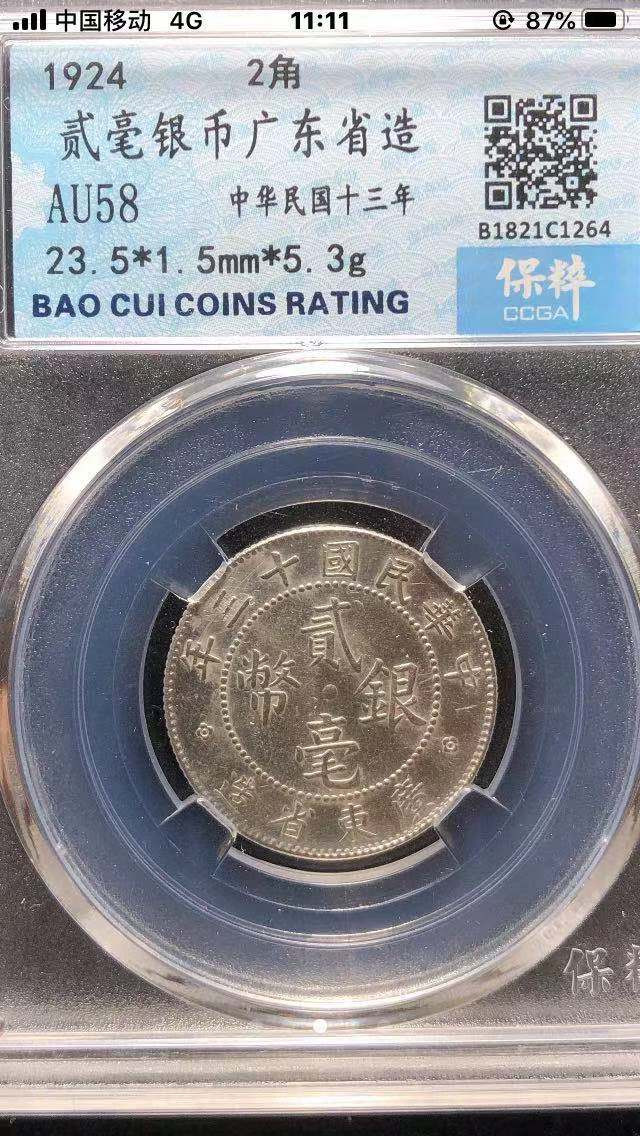 中国移动 4G 11:11 87%
1924 2角
贰毫银币广东省造
AU58 中华民国十三年
B1821C1264
23.5*1.5mm*5.3g
保粹
CCGA
BAO CUI COINS RATING
中華民國十三年
貳毫銀幣
廣東省造
保粹